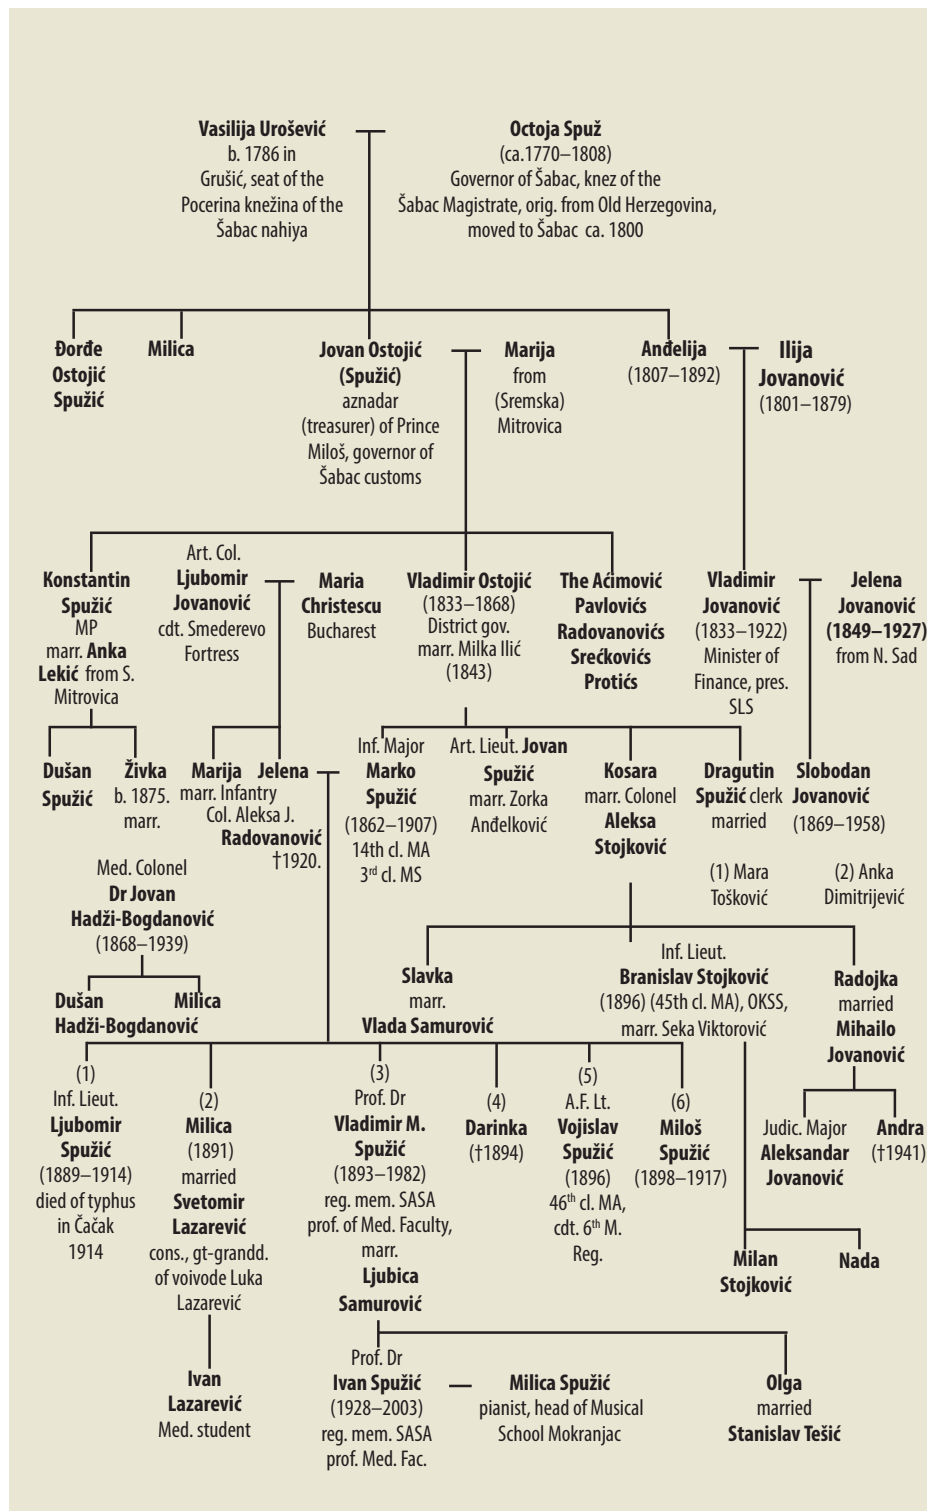 Vasilija Urošević
b. 1786 in
Grušić, seat of the
Pocerina knežina of the
Šabac nahiya
Octoja Spuž
(ca.1770–1808)
Governor of Šabac, knez of the
Šabac Magistrate, orig. from Old Herzegovina,
moved to Šabac ca. 1800
Đorđe
Ostojić
Spužić
Milica
Jovan Ostojić
(Spužić)
aznadar
(treasurer) of Prince
Miloš, governor of
Šabac customs
Marija
from
(Sremska)
Mitrovica
Anđelija
(1807–1892)
Ilija
Jovanović
(1801–1879)
Konstantin
Spužić
MP
marr. Anka
Lekić from S.
Mitrovica
Art. Col.
Ljubomir
Jovanović
cdt. Smederevo
Fortress
Maria
Christescu
Bucharest
Vladimir Ostojić
(1833–1868)
District gov.
marr. Milka Ilić
(1843)
The Aćimović
Pavlovićs
Radovanovićs
Srećkovićs
Protićs
Vladimir
Jovanović
(1833–1922)
Minister of
Finance, pres.
SLS
Jelena
Jovanović
(1849–1927)
from N. Sad
Dušan
Spužić
Živka
b. 1875.
marr.
Marija
marr. Infantry
Col. Aleksa J.
Radovanović
†1920.
Jelena
Inf. Major
Marko
Spužić
(1862–1907)
14th cl. MA
3rd cl. MS
Art. Lieut. Jovan
Spužić
marr. Zorka
Anđelković
Kosara
marr. Colonel
Aleksa
Stojković
Dragutin
Spužić clerk
married
Slobodan
Jovanović
(1869–1958)
(1) Mara
Tošković
(2) Anka
Dimitrijević
Med. Colonel
Dr Jovan
Hadži-Bogdanović
(1868–1939)
Dušan
Hadži-Bogdanović
Milica
Slavka
marr.
Vlada Samurović
Inf. Lieut.
Branislav Stojković
(1896) (45th cl. MA), OKSS,
marr. Seka Viktorović
Radojka
married
Mihailo
Jovanović
(1)
Inf. Lieut.
Ljubomir
Spužić
(1889–1914)
died of typhus
in Čačak
1914
(2)
Milica
(1891)
married
Svetomir
Lazarević
cons., gt-grandd.
of voivode Luka
Lazarević
(3)
Prof. Dr
Vladimir M.
Spužić
(1893–1982)
reg. mem. SASA
prof. of Med. Faculty,
marr.
Ljubica
Samurović
(4)
Darinka
(†1894)
(5)
A.F. Lt.
Vojislav
Spužić
(1896)
46th cl. MA,
cdt. 6th M.
Reg.
(6)
Miloš
Spužić
(1898–1917)
Judic. Major
Aleksandar
Jovanović
Andra
(†1941)
Milan
Stojković
Nada
Ivan
Lazarević
Med. student
Prof. Dr
Ivan Spužić
(1928–2003)
reg. mem. SASA
prof. Med. Fac.
Milica Spužić
pianist, head of Musical
School Mokranjac
Olga
married
Stanislav Tešić